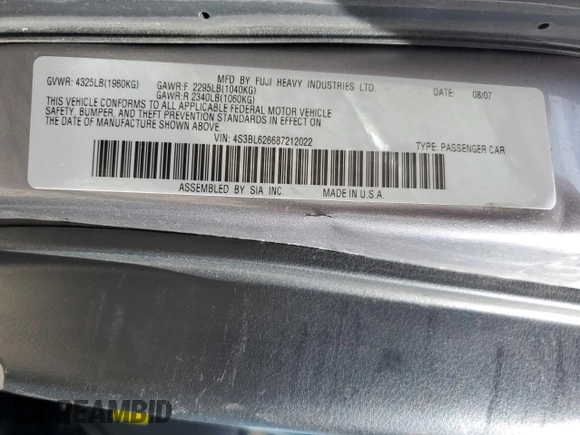 MFD BY FUJI HEAVY INDUSTRIES LTD. DATE: 08/07
GVWR: 4325LB(1960KG) GAWR:F 2295LB(1040KG)
GAWR:R 2340LB(1060KG)
THIS VEHICLE CONFORMS TO ALL APPLICABLE FEDERAL MOTOR VEHICLE
SAFETY, BUMPER, AND THEFT PREVENTION STANDARDS IN EFFECT ON
THE DATE OF MANUFACTURE SHOWN ABOVE.
VIN: 4S3BL626687212022 TYPE: PASSENGER CAR
ASSEMBLED BY SIA INC. MADE IN U.S.A.